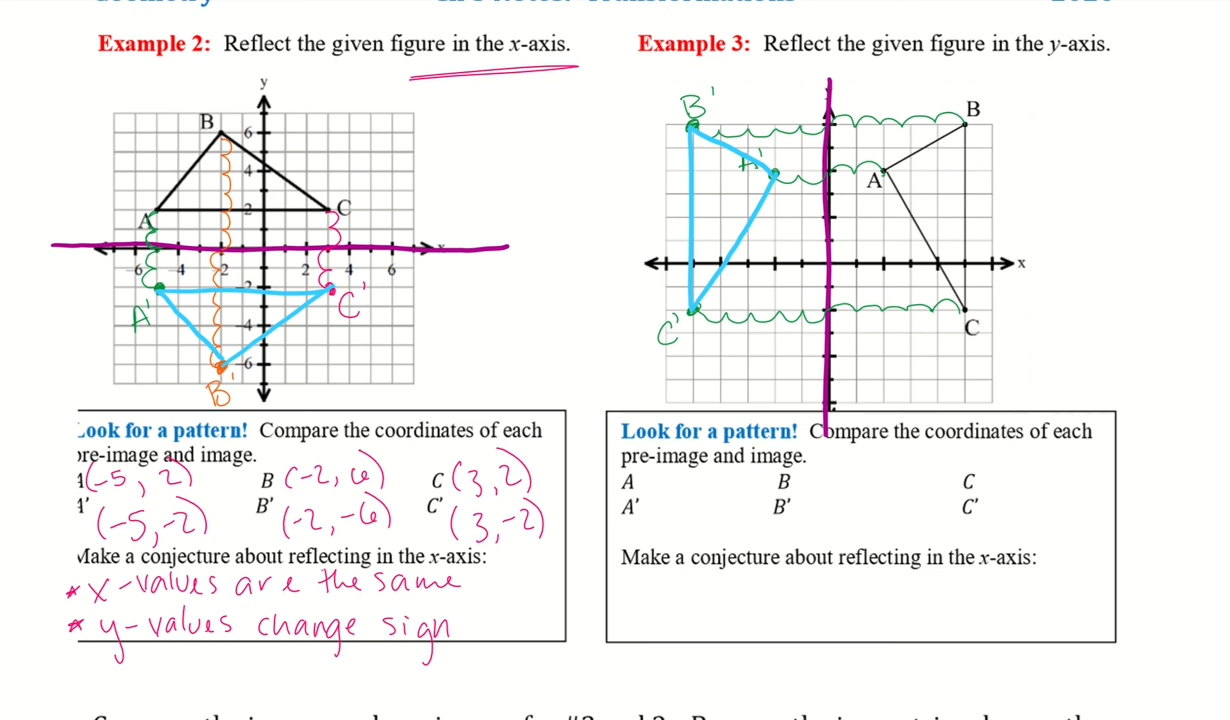 Example 2: Reflect the given figure in the x-axis.
y
B
6
4
A
2
C
x
-6 -4 -2 2 4 6
-2
A' C'
-4
-6
B'
Look for a pattern! Compare the coordinates of each
pre-image and image.
A (-5, 2) B (-2, 6) C (3, 2)
A' (-5, -2) B' (-2, -6) C' (3, -2)
Make a conjecture about reflecting in the x-axis:
* x-values are the same
* y-values change sign
Example 3: Reflect the given figure in the y-axis.
B' B
A' A
x
C' C
Look for a pattern! Compare the coordinates of each
pre-image and image.
A B C
A' B' C'
Make a conjecture about reflecting in the x-axis: